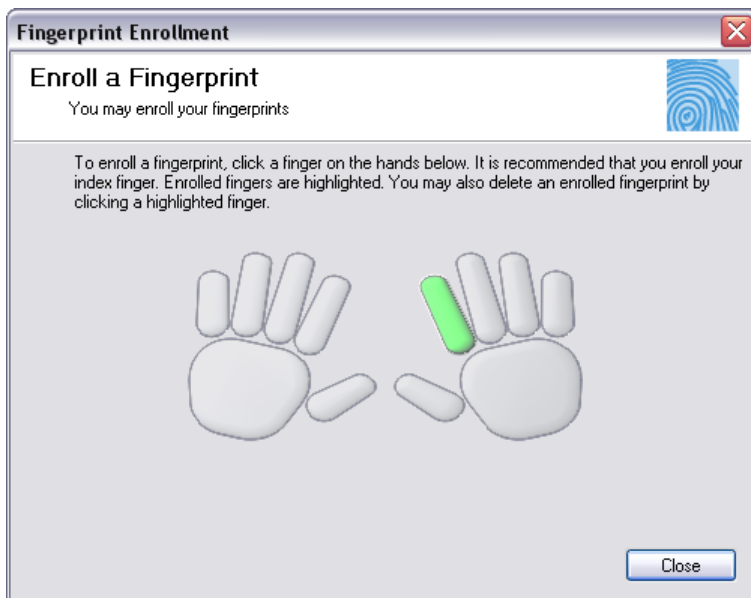 Fingerprint Enrollment
Enroll a Fingerprint
You may enroll your fingerprints
To enroll a fingerprint, click a finger on the hands below. It is recommended that you enroll your
index finger. Enrolled fingers are highlighted. You may also delete an enrolled fingerprint by
clicking a highlighted finger.
Close